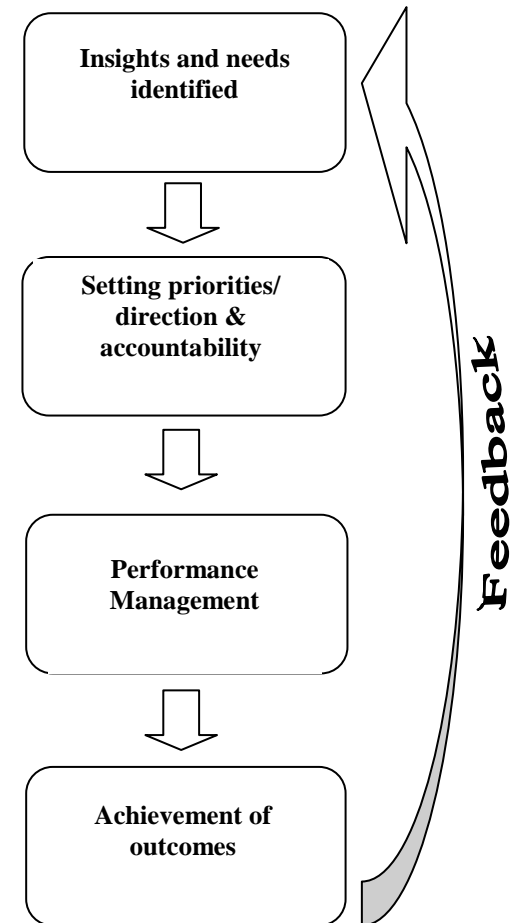 Insights and needs
identified
Setting priorities/
direction &
accountability
Performance
Management
Achievement of
outcomes
Feedback